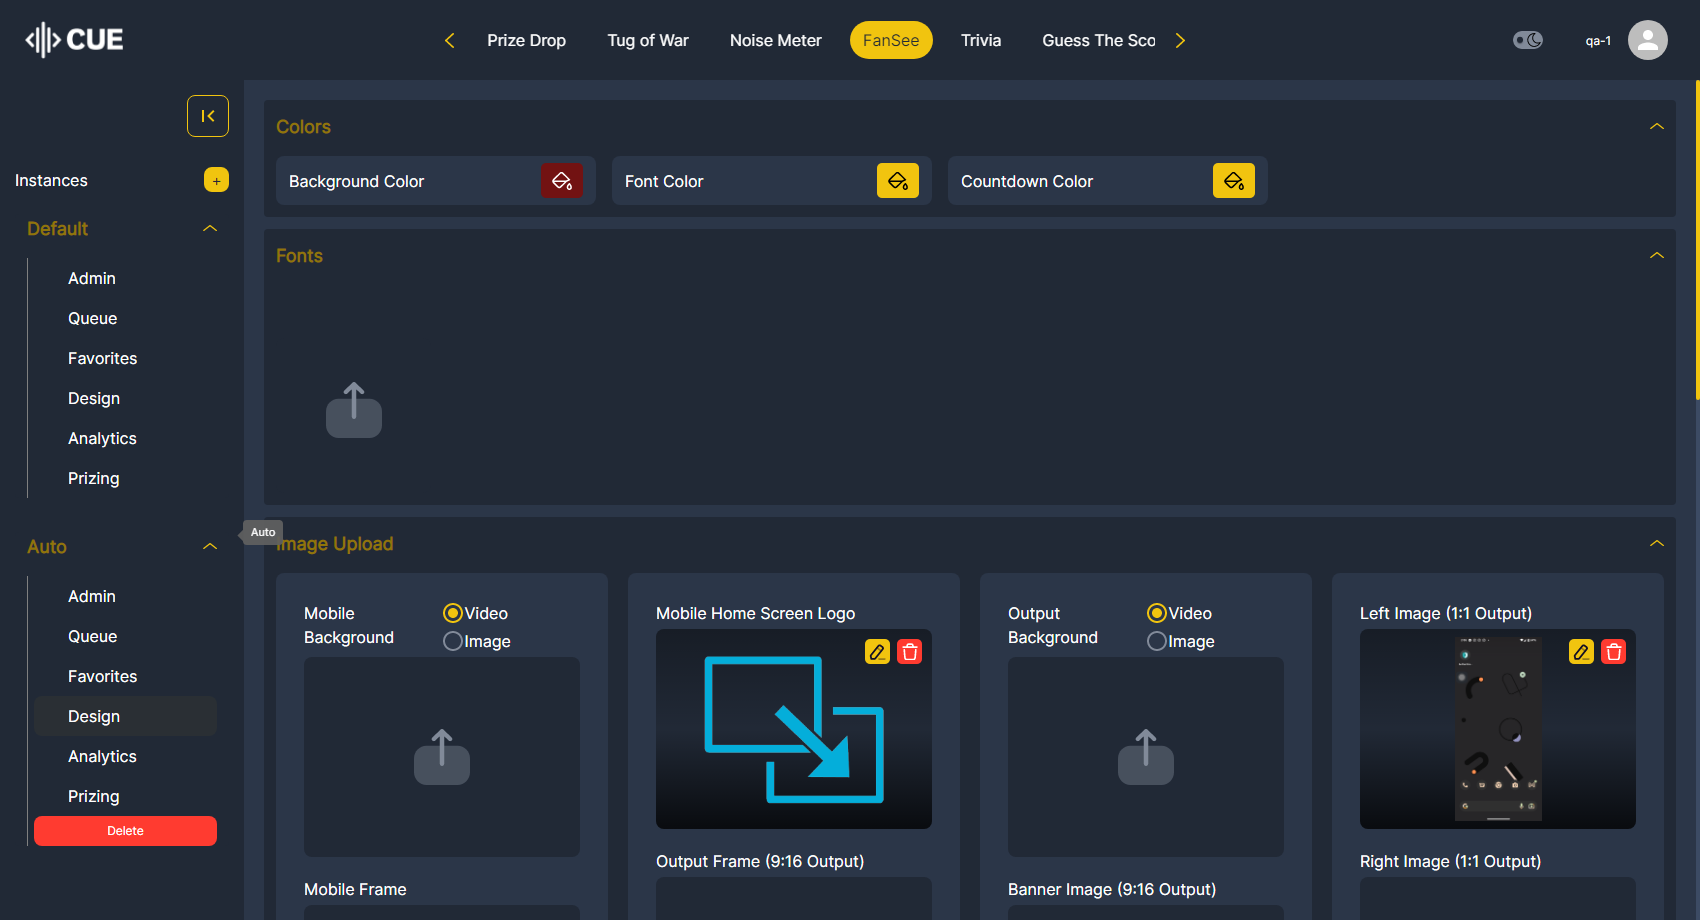 CUE
Prize Drop
Tug of War
Noise Meter
FanSee
Trivia
Guess The Sco
qa-1
Instances
+
Default
Admin
Queue
Favorites
Design
Analytics
Prizing
Auto
Admin
Queue
Favorites
Design
Analytics
Prizing
Delete
Auto
Colors
Background Color
Font Color
Countdown Color
Fonts
Image Upload
Mobile
Background
Video
Image
Mobile Frame
Mobile Home Screen Logo
Output Frame (9:16 Output)
Output
Background
Video
Image
Banner Image (9:16 Output)
Left Image (1:1 Output)
Right Image (1:1 Output)